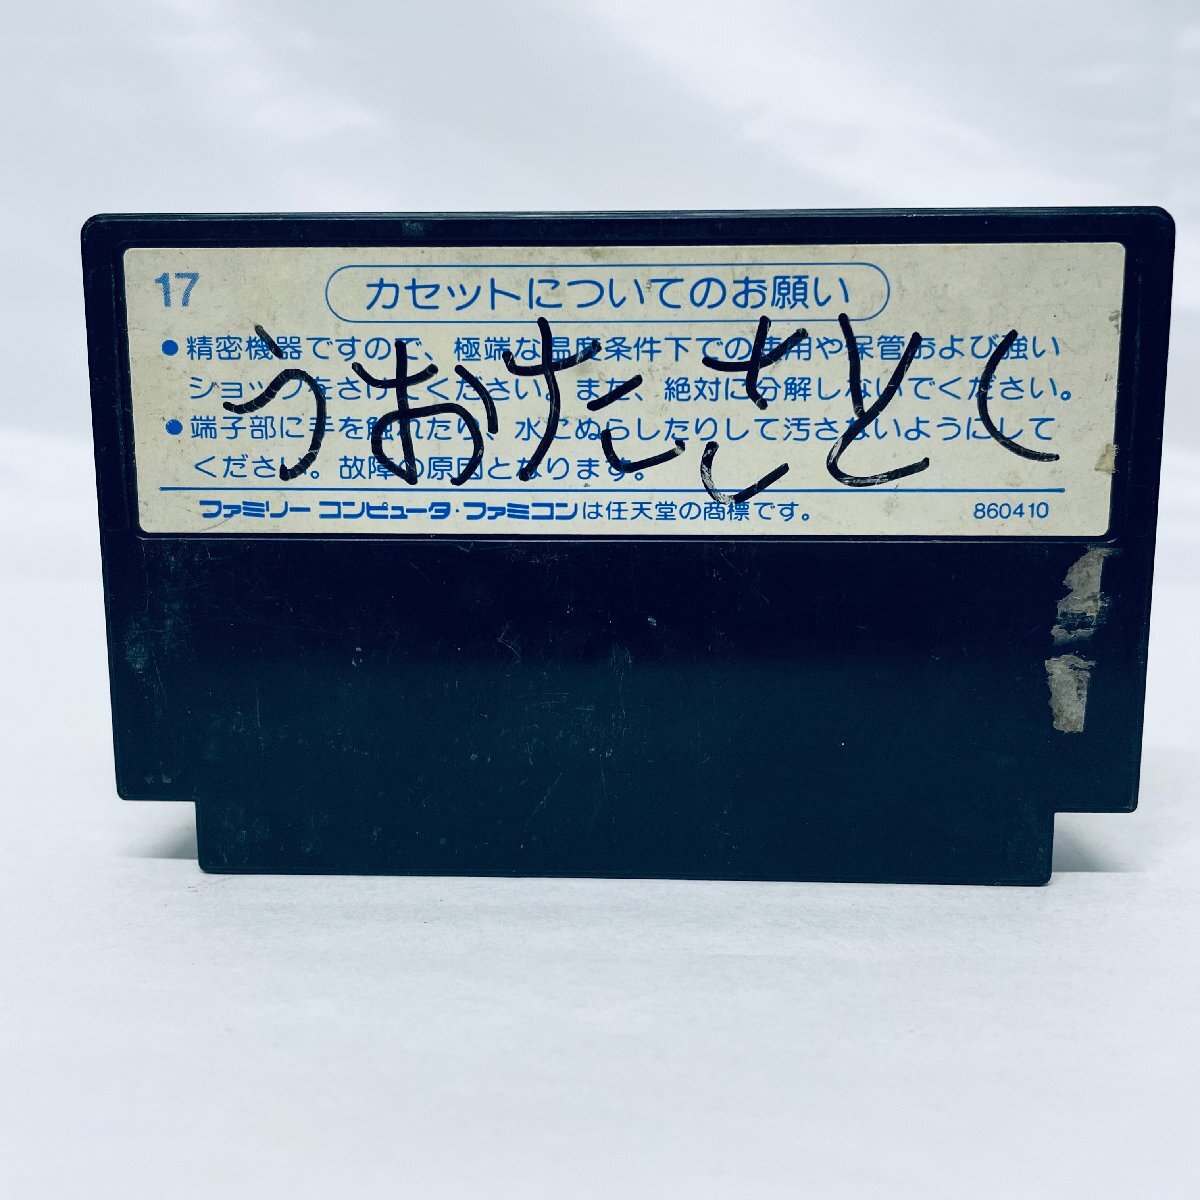 17
カセットについてのお願い
●精密機器ですので、極端な温度条件下での使用や保管および強い
ショックをさけてください。また、絶対に分解しないでください。
●端子部に手を触れたり、水にぬらしたりして汚さないようにして
ください。故障の原因となります。
うおたにさとし
ファミリーコンピュータ・ファミコンは任天堂の商標です。
860410